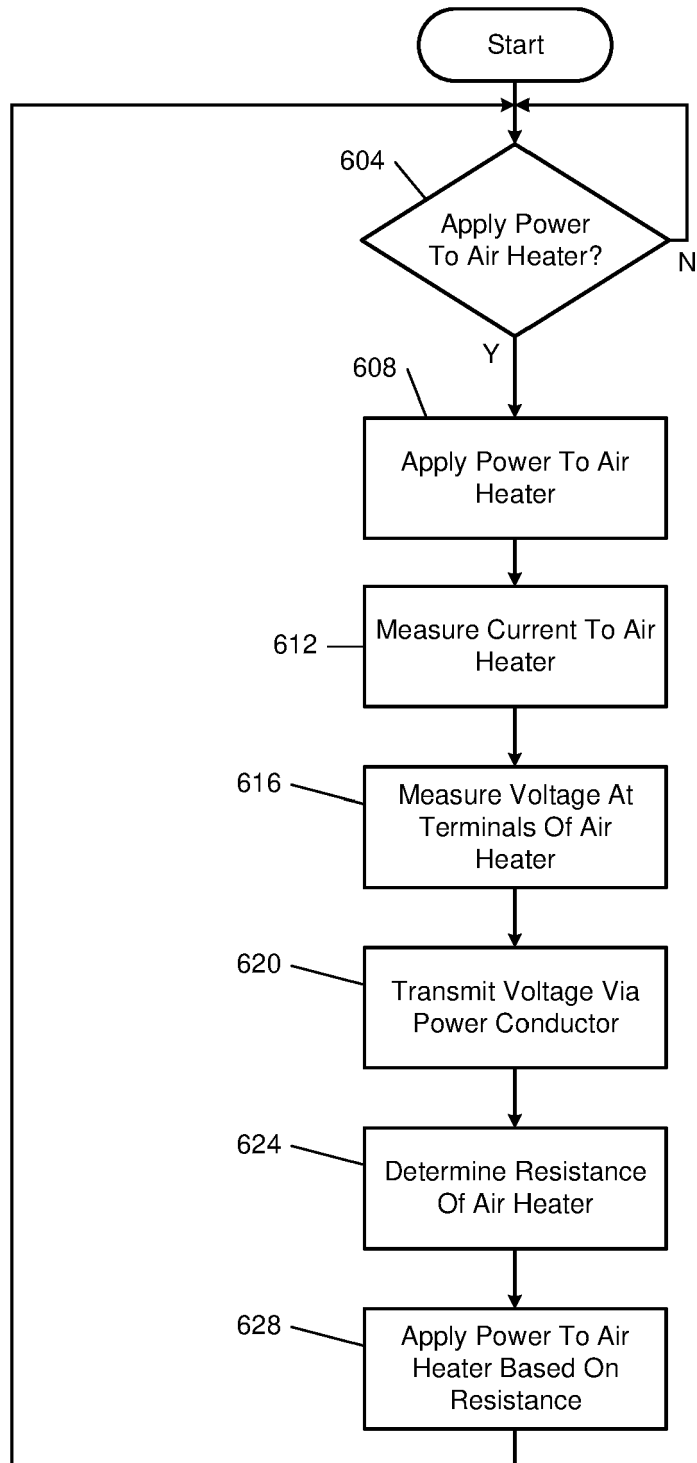 Start
604
Apply Power
To Air Heater?
N
Y
608
Apply Power To Air
Heater
612
Measure Current To Air
Heater
616
Measure Voltage At
Terminals Of Air
Heater
620
Transmit Voltage Via
Power Conductor
624
Determine Resistance
Of Air Heater
628
Apply Power To Air
Heater Based On
Resistance